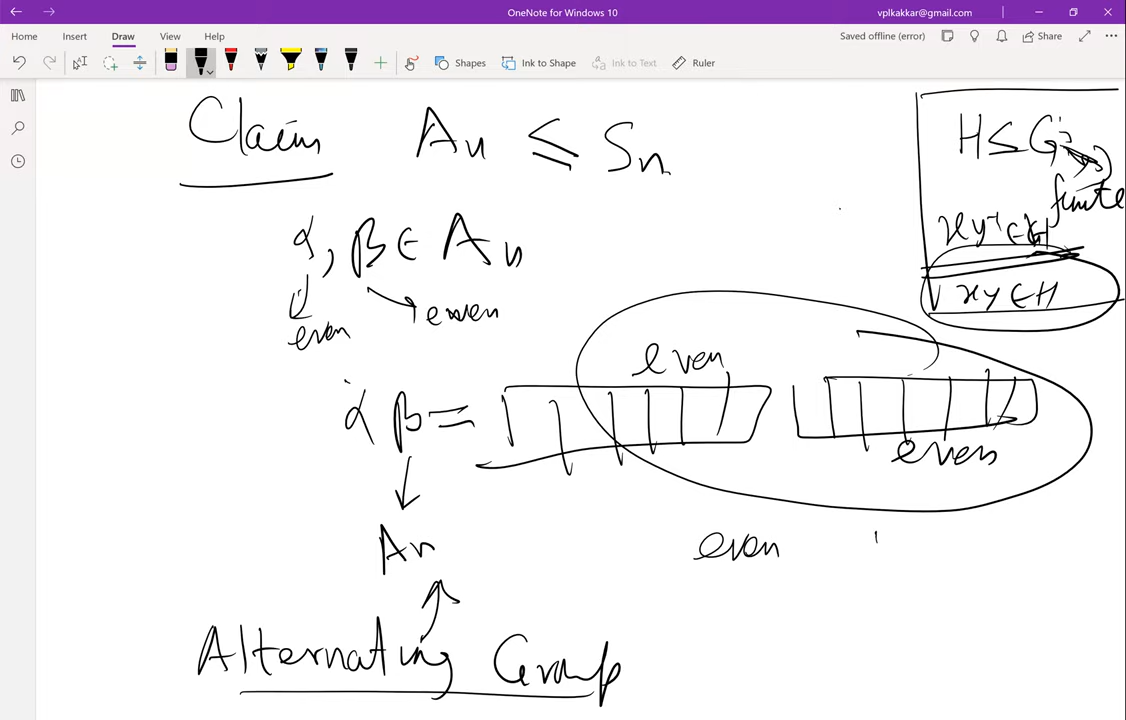 OneNote for Windows 10
vplkakkar@gmail.com
Home Insert Draw View Help
Saved offline (error)
Share
Shapes
Ink to Shape
Ink to Text
Ruler
Claim An ≤ Sn
H ≤ G
finite
xy⁻¹ ∈ H
xy ∈ H
α, β ∈ An
even
even
even
αβ =
even
An
even
Alternating Group